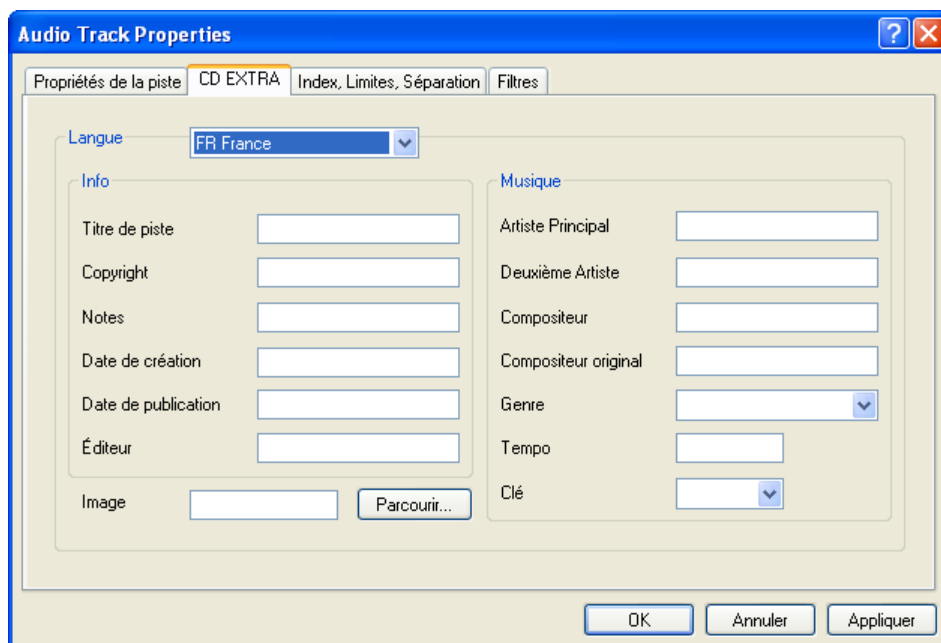 Audio Track Properties
Propriétés de la piste CD EXTRA Index, Limites, Séparation Filtres
Langue FR France
Info
Titre de piste
Copyright
Notes
Date de création
Date de publication
Éditeur
Image Parcourir...
Musique
Artiste Principal
Deuxième Artiste
Compositeur
Compositeur original
Genre
Tempo
Clé
OK Annuler Appliquer